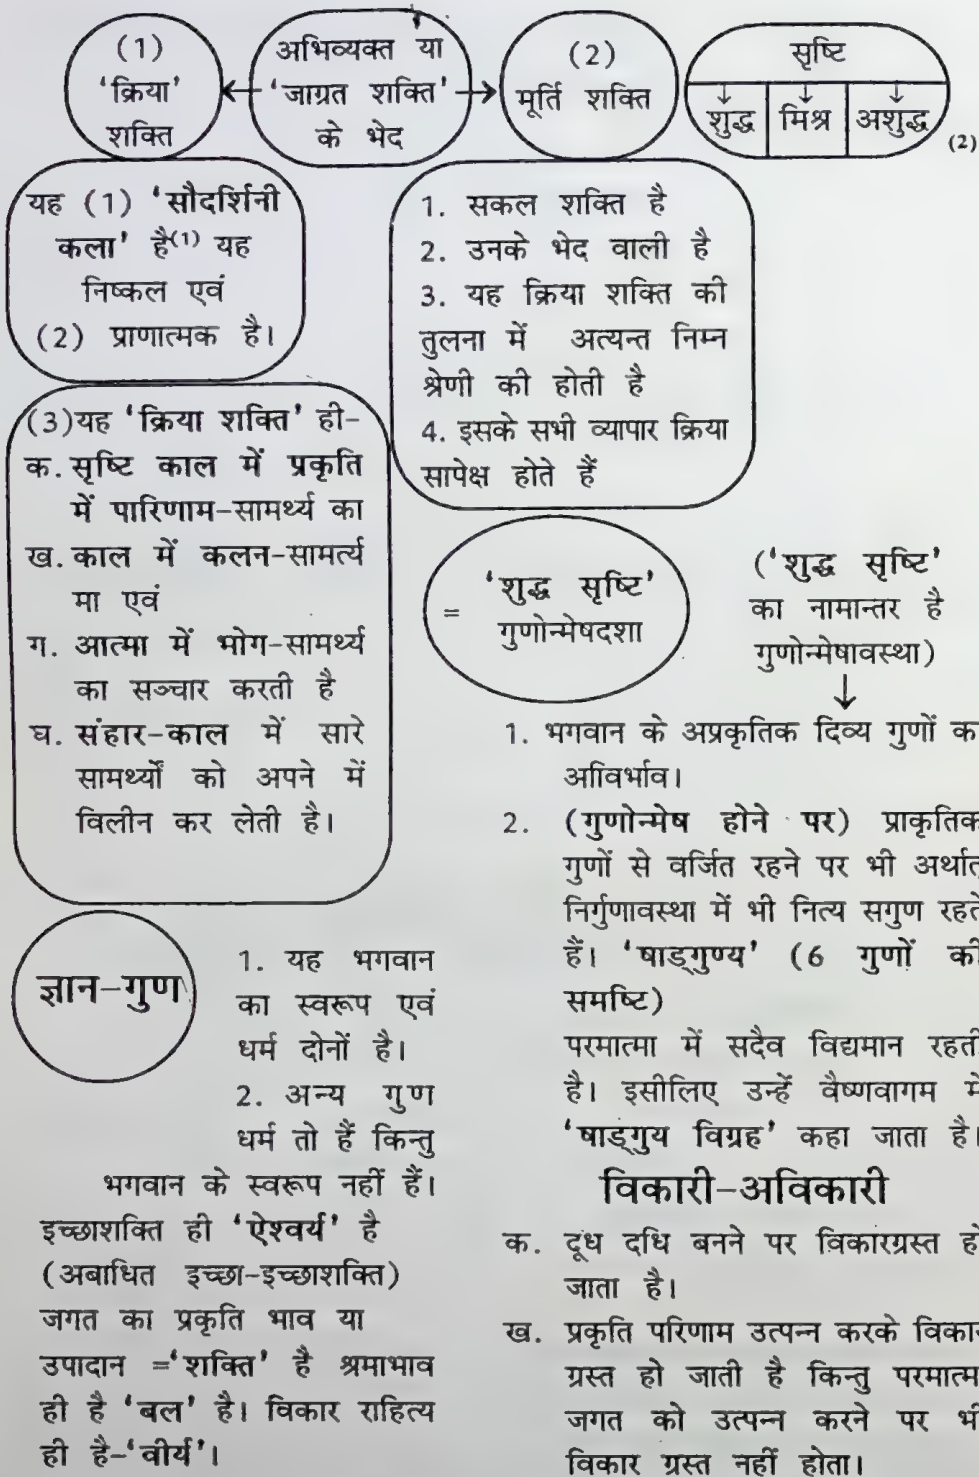 (1)
'क्रिया'
शक्ति
अभिव्यक्त या
'जाग्रत शक्ति'
के भेद
(2)
मूर्ति शक्ति
सृष्टि
शुद्ध मिश्र अशुद्ध (2)
यह (1) 'सौदर्शिनी
कला' है(1) यह
निष्कल एवं
(2) प्राणात्मक है।
1. सकल शक्ति है
2. उनके भेद वाली है
3. यह क्रिया शक्ति की
तुलना में अत्यन्त निम्न
श्रेणी की होती है
4. इसके सभी व्यापार क्रिया
सापेक्ष होते हैं
(3)यह 'क्रिया शक्ति' ही-
क. सृष्टि काल में प्रकृति
में पारिणाम-सामर्थ्य का
ख. काल में कलन-सामर्त्य
मा एवं
ग. आत्मा में भोग-सामर्थ्य
का सञ्चार करती है
घ. संहार-काल में सारे
सामर्थ्यों को अपने में
विलीन कर लेती है।
= 'शुद्ध सृष्टि'
गुणोन्मेषदशा
('शुद्ध सृष्टि'
का नामान्तर है
गुणोन्मेषावस्था)
1. भगवान के अप्रकृतिक दिव्य गुणों क
अाविर्भाव।
2. (गुणोन्मेष होने पर) प्राकृतिक
गुणों से वर्जित रहने पर भी अर्थात्
निर्गुणावस्था में भी नित्य सगुण रहते
हैं। 'षाड्गुण्य' (6 गुणों की
समष्टि)
परमात्मा में सदैव विद्यमान रहती
है। इसीलिए उन्हें वैष्णवागम में
'षाड्गुय विग्रह' कहा जाता है।
ज्ञान-गुण
1. यह भगवान
का स्वरूप एवं
धर्म दोनों है।
2. अन्य गुण
धर्म तो हैं किन्तु
भगवान के स्वरूप नहीं हैं।
इच्छाशक्ति ही 'ऐश्वर्य' है
(अबाधित इच्छा-इच्छाशक्ति)
जगत का प्रकृति भाव या
उपादान ='शक्ति' है श्रमाभाव
ही है 'बल' है। विकार राहित्य
ही है-'वीर्य'।
विकारी-अविकारी
क. दूध दधि बनने पर विकारग्रस्त हो
जाता है।
ख. प्रकृति परिणाम उत्पन्न करके विकार
ग्रस्त हो जाती है किन्तु परमात्म
जगत को उत्पन्न करने पर भी
विकार ग्रस्त नहीं होता।